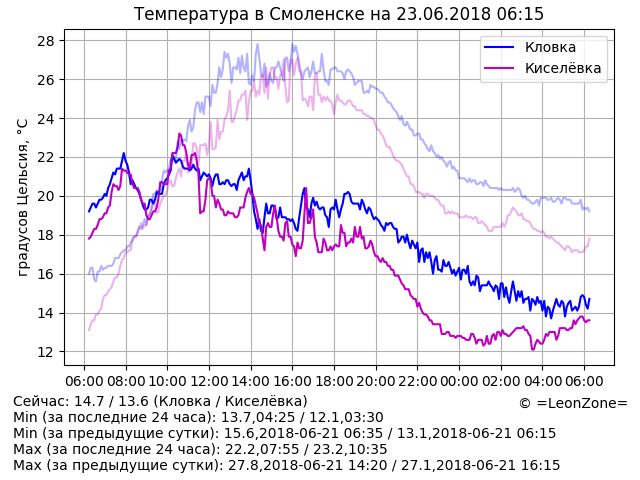 Температура в Смоленске на 23.06.2018 06:15
градусов Цельсия, °C
28
26
24
22
20
18
16
14
12
Кловка
Киселёвка
06:00 08:00 10:00 12:00 14:00 16:00 18:00 20:00 22:00 00:00 02:00 04:00 06:00
Сейчас: 14.7 / 13.6 (Кловка / Киселёвка)
© =LeonZone=
Min (за последние 24 часа): 13.7,04:25 / 12.1,03:30
Min (за предыдущие сутки): 15.6,2018-06-21 06:35 / 13.1,2018-06-21 06:15
Max (за последние 24 часа): 22.2,07:55 / 23.2,10:35
Max (за предыдущие сутки): 27.8,2018-06-21 14:20 / 27.1,2018-06-21 16:15